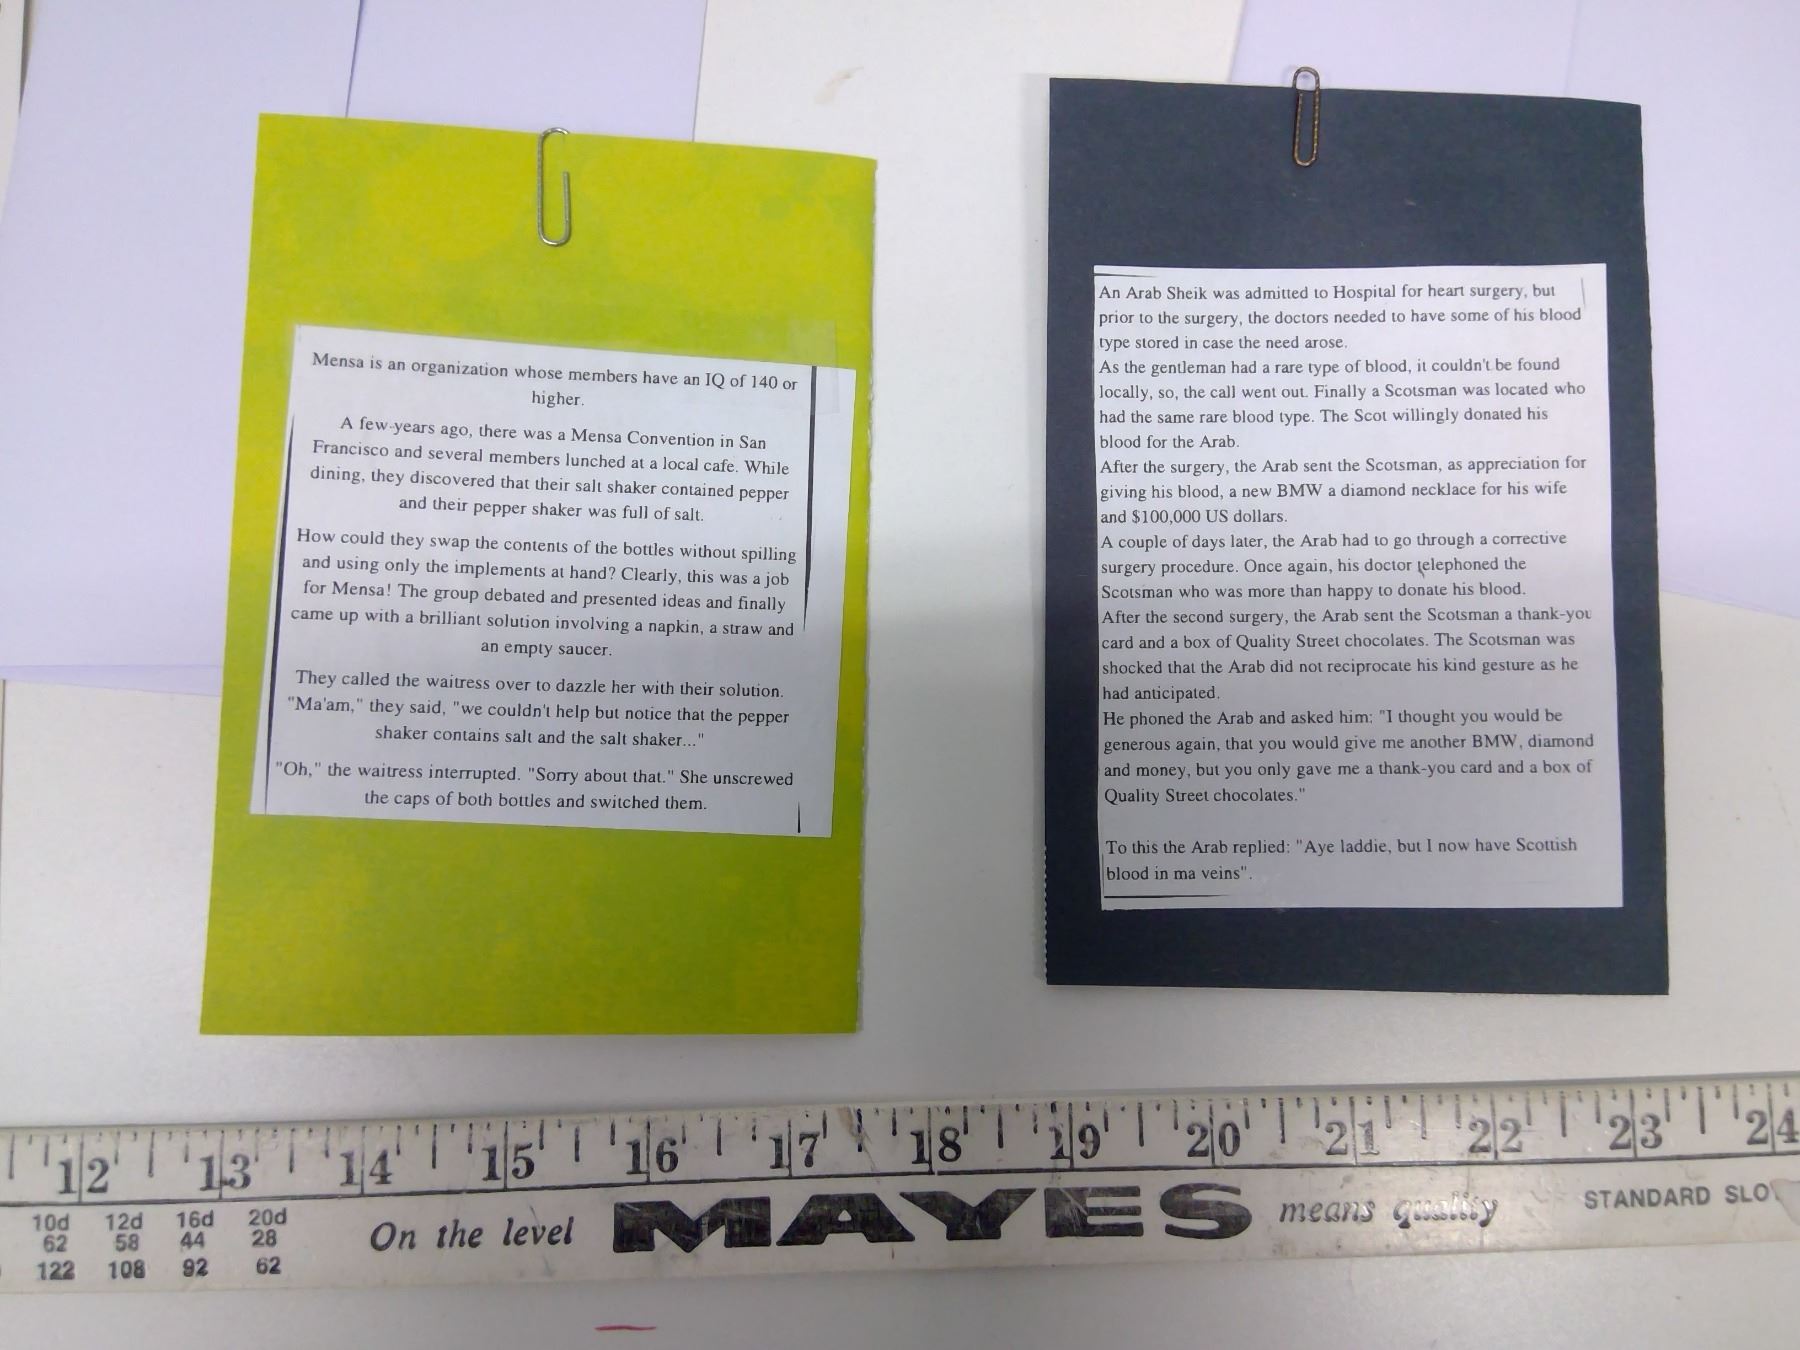 Mensa is an organization whose members have an IQ of 140 or
higher.
A few-years ago, there was a Mensa Convention in San
Francisco and several members lunched at a local cafe. While
dining, they discovered that their salt shaker contained pepper
and their pepper shaker was full of salt.
How could they swap the contents of the bottles without spilling
and using only the implements at hand? Clearly, this was a job
for Mensa! The group debated and presented ideas and finally
came up with a brilliant solution involving a napkin, a straw and
an empty saucer.
They called the waitress over to dazzle her with their solution.
"Ma'am," they said, "we couldn't help but notice that the pepper
shaker contains salt and the salt shaker..."
"Oh," the waitress interrupted. "Sorry about that." She unscrewed
the caps of both bottles and switched them.
An Arab Sheik was admitted to Hospital for heart surgery, but
prior to the surgery, the doctors needed to have some of his blood
type stored in case the need arose.
As the gentleman had a rare type of blood, it couldn't be found
locally, so, the call went out. Finally a Scotsman was located who
had the same rare blood type. The Scot willingly donated his
blood for the Arab.
After the surgery, the Arab sent the Scotsman, as appreciation for
giving his blood, a new BMW a diamond necklace for his wife
and $100,000 US dollars.
A couple of days later, the Arab had to go through a corrective
surgery procedure. Once again, his doctor telephoned the
Scotsman who was more than happy to donate his blood.
After the second surgery, the Arab sent the Scotsman a thank-you
card and a box of Quality Street chocolates. The Scotsman was
shocked that the Arab did not reciprocate his kind gesture as he
had anticipated.
He phoned the Arab and asked him: "I thought you would be
generous again, that you would give me another BMW, diamond
and money, but you only gave me a thank-you card and a box of
Quality Street chocolates."
To this the Arab replied: "Aye laddie, but I now have Scottish
blood in ma veins".
12 13 14 15 16 17 18 19 20 21 22 23 24
10d 12d 16d 20d
62 58 44 28
122 108 92 62
On the level MAYES means quality STANDARD